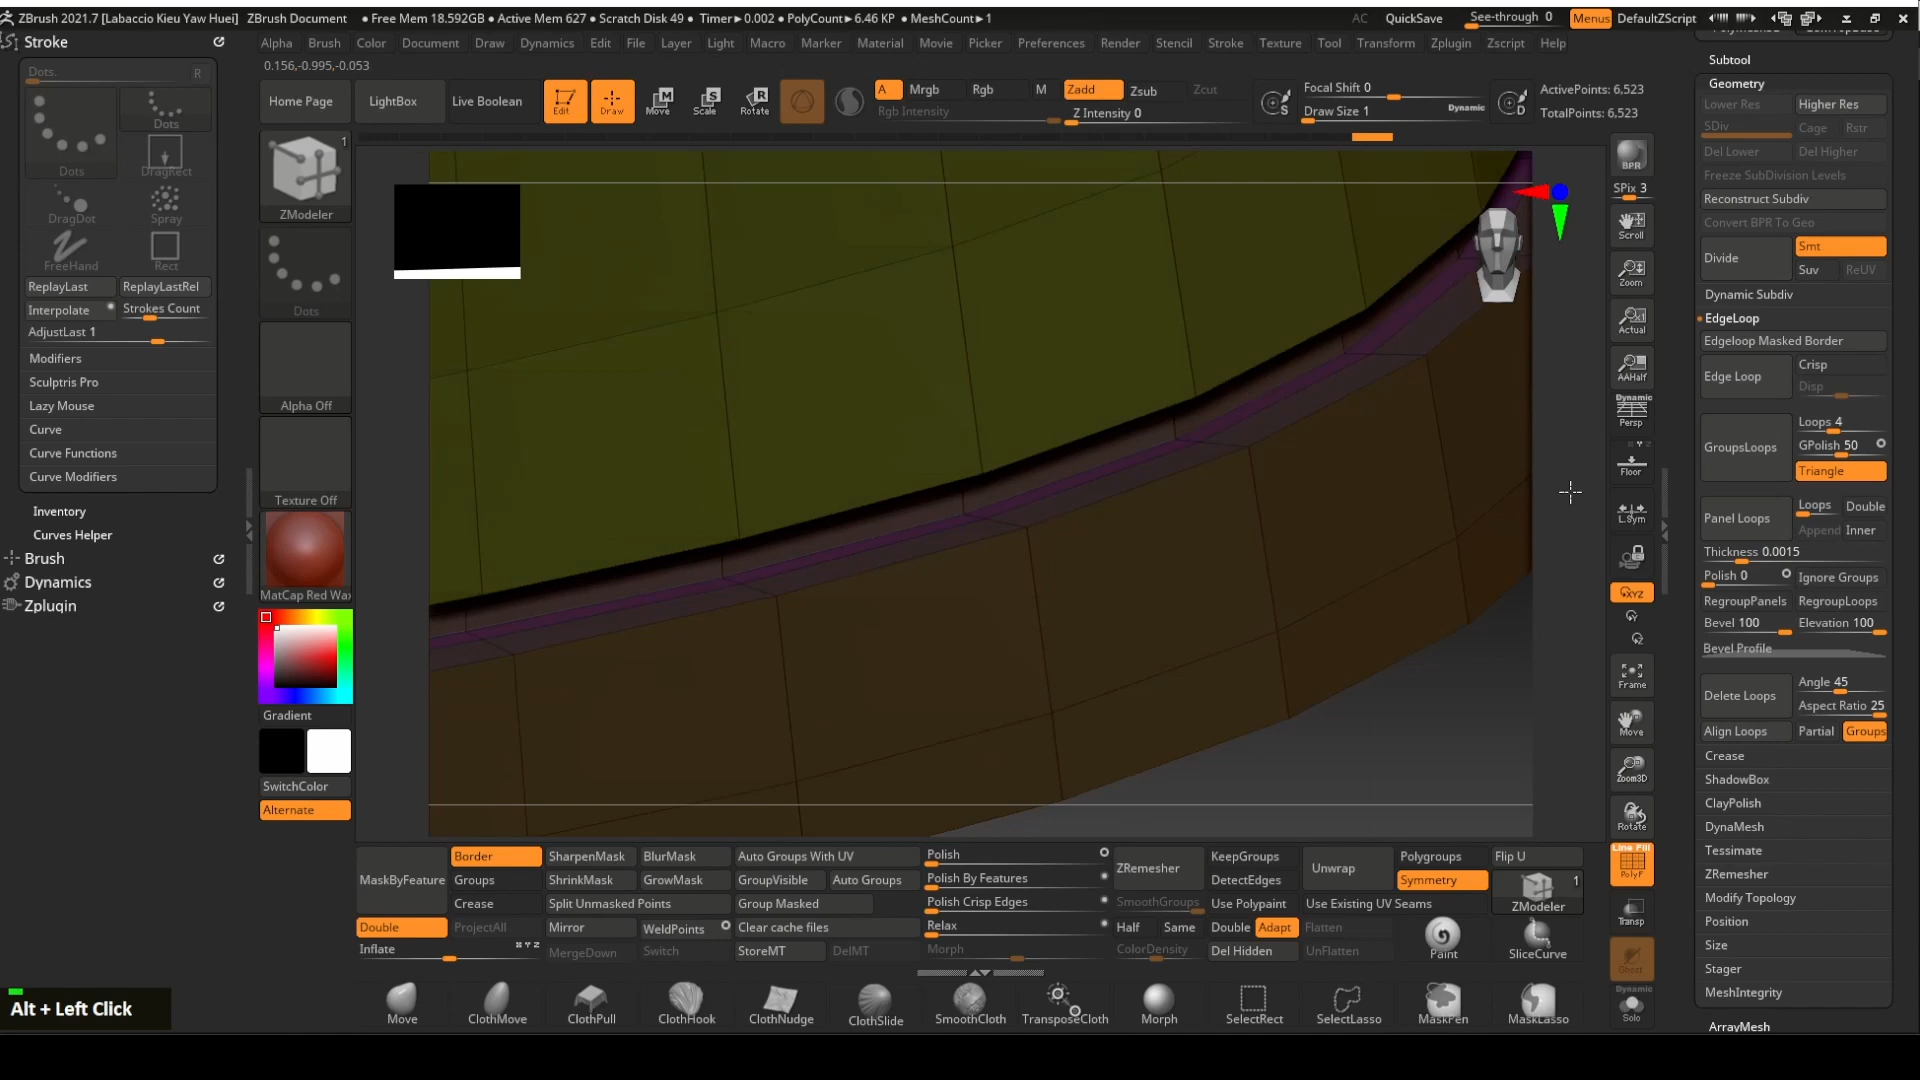 ZBrush 2021.7 [Labaccio Kieu Yaw Huei] ZBrush Document • Free Mem 18.592GB • Active Mem 627 • Scratch Disk 49 • Timer▸0.002 • PolyCount▸6.46 KP • MeshCount▸1 AC QuickSave See-through 0 Menus DefaultZScript
Stroke
Alpha Brush Color Document Draw Dynamics Edit File Layer Light Macro Marker Material Movie Picker Preferences Render Stencil Stroke Texture Tool Transform Zplugin Zscript Help
0.156,-0.995,-0.053
Dots. R
Dots
Dots DragRect
DragDot Spray
FreeHand Rect
ReplayLast ReplayLastRel
Interpolate Strokes Count
AdjustLast 1
Modifiers
Sculptris Pro
Lazy Mouse
Curve
Curve Functions
Curve Modifiers
Inventory
Curves Helper
Brush
Dynamics
Zplugin
Home Page LightBox Live Boolean Edit Draw Move Scale Rotate
A Mrgb Rgb M Zadd Zsub Zcut
Rgb Intensity Z Intensity 0
S Focal Shift 0
Draw Size 1 Dynamic
D ActivePoints: 6,523
TotalPoints: 6,523
1
ZModeler
Dots
Alpha Off
Texture Off
MatCap Red Wax
Gradient
SwitchColor
Alternate
BPR
SPix 3
Scroll
Zoom
Actual
AAHalf
Dynamic
Persp
Floor
L.Sym
XYZ
Frame
Move
Zoom3D
Rotate
Line Fill
PolyF
Transp
Ghost
Dynamic
Solo
Subtool
Geometry
Lower Res Higher Res
SDiv Cage Rstr
Del Lower Del Higher
Freeze SubDivision Levels
Reconstruct Subdiv
Convert BPR To Geo
Divide Smt
Suv ReUV
Dynamic Subdiv
EdgeLoop
Edgeloop Masked Border
Edge Loop Crisp
Disp
GroupsLoops Loops 4
GPolish 50
Triangle
Panel Loops Loops Double
Append Inner
Thickness 0.0015
Polish 0 Ignore Groups
RegroupPanels RegroupLoops
Bevel 100 Elevation 100
Bevel Profile
Delete Loops Angle 45
Aspect Ratio 25
Align Loops Partial Groups
Crease
ShadowBox
ClayPolish
DynaMesh
Tessimate
ZRemesher
Modify Topology
Position
Size
Stager
MeshIntegrity
ArrayMesh
MaskByFeature Border SharpenMask BlurMask Auto Groups With UV Polish ZRemesher KeepGroups Unwrap Polygroups Flip U
Groups ShrinkMask GrowMask GroupVisible Auto Groups Polish By Features DetectEdges Symmetry ZModeler 1
Crease Split Unmasked Points Group Masked Polish Crisp Edges SmoothGroups Use Polypaint Use Existing UV Seams
Double ProjectAll Mirror WeldPoints Clear cache files Relax Half Same Double Adapt Flatten
Inflate MergeDown Switch StoreMT DelMT Morph ColorDensity Del Hidden UnFlatten Paint SliceCurve
Move ClothMove ClothPull ClothHook ClothNudge ClothSlide SmoothCloth TransposeCloth Morph SelectRect SelectLasso MaskPen MaskLasso
Alt + Left Click